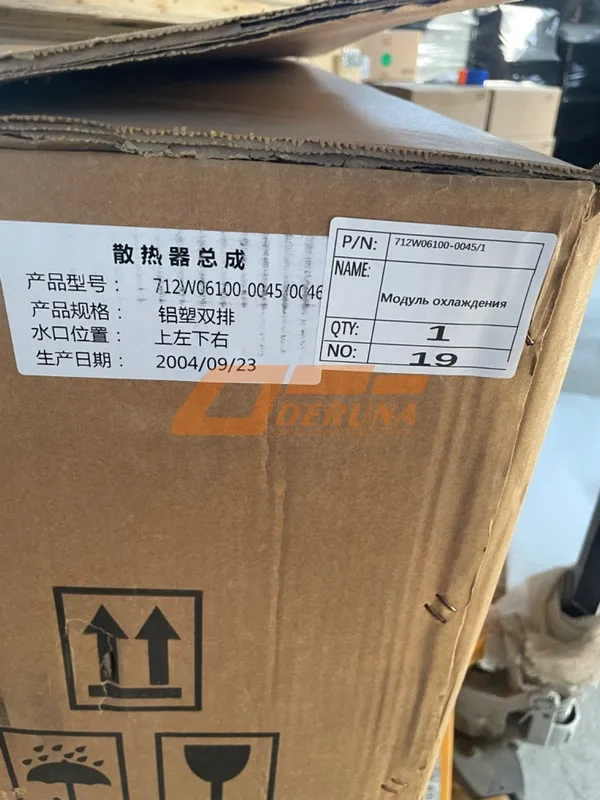 散热器总成
产品型号： 712W06100-0045/0046
产品规格： 铝塑双排
水口位置： 上左下右
生产日期： 2004/09/23
P/N: 712W06100-0045/1
NAME: Модуль охлаждения
QTY: 1
NO: 19
DERUNA